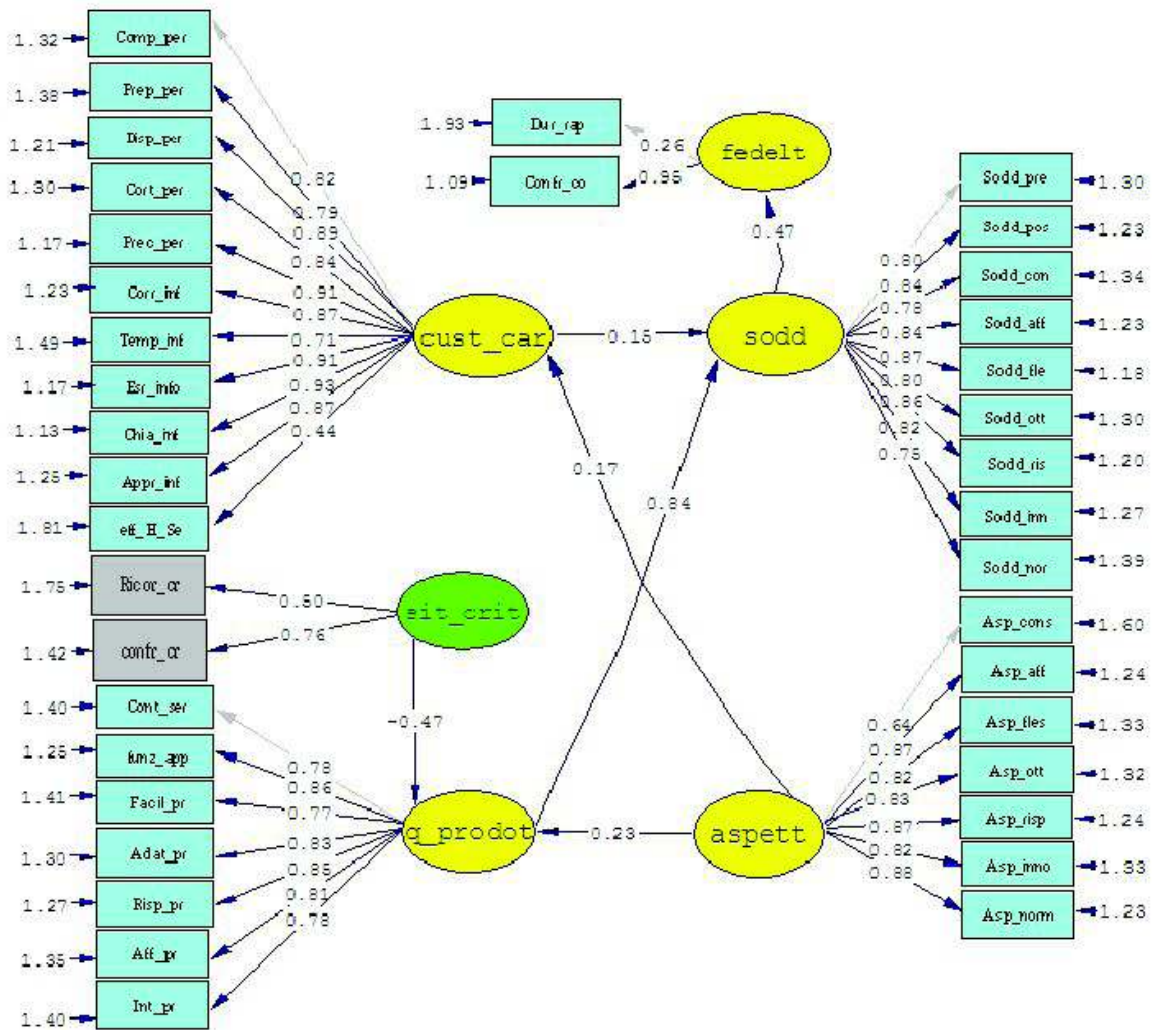 1.32 Comp_per
1.38 Prep_per
1.21 Disp_per
1.30 Cort_per
1.17 Prec_per
1.23 Corr_inf
1.49 Temp_inf
1.17 Esr_info
1.13 Chia_inf
1.25 Appr_inf
1.81 eff_H_Se
1.75 Ricor_cr
1.42 confr_cr
1.40 Cont_ser
1.25 funz_app
1.41 Facil_pr
1.30 Adat_pr
1.27 Risp_pr
1.35 Aff_pr
1.40 Int_pr
0.82
0.79
0.89
0.84
0.91
0.87
0.71
0.91
0.93
0.87
0.44
0.50
0.76
-0.47
0.78
0.86
0.77
0.83
0.85
0.81
0.78
cust_car
sit_crit
q_prodot
1.93 Dur_rap
1.09 Confr_co
0.26
0.95
fedelt
0.47
0.15
sodd
0.17
0.84
0.23
aspett
0.80
0.84
0.78
0.84
0.87
0.80
0.86
0.82
0.75
Sodd_pre 1.30
Sodd_pos 1.23
Sodd_con 1.34
Sodd_aff 1.23
Sodd_fle 1.18
Sodd_ott 1.30
Sodd_ris 1.20
Sodd_inn 1.27
Sodd_nor 1.39
0.64
0.87
0.82
0.83
0.87
0.82
0.88
Asp_cons 1.60
Asp_aff 1.24
Asp_fles 1.33
Asp_ott 1.32
Asp_risp 1.24
Asp_inno 1.33
Asp_norm 1.23